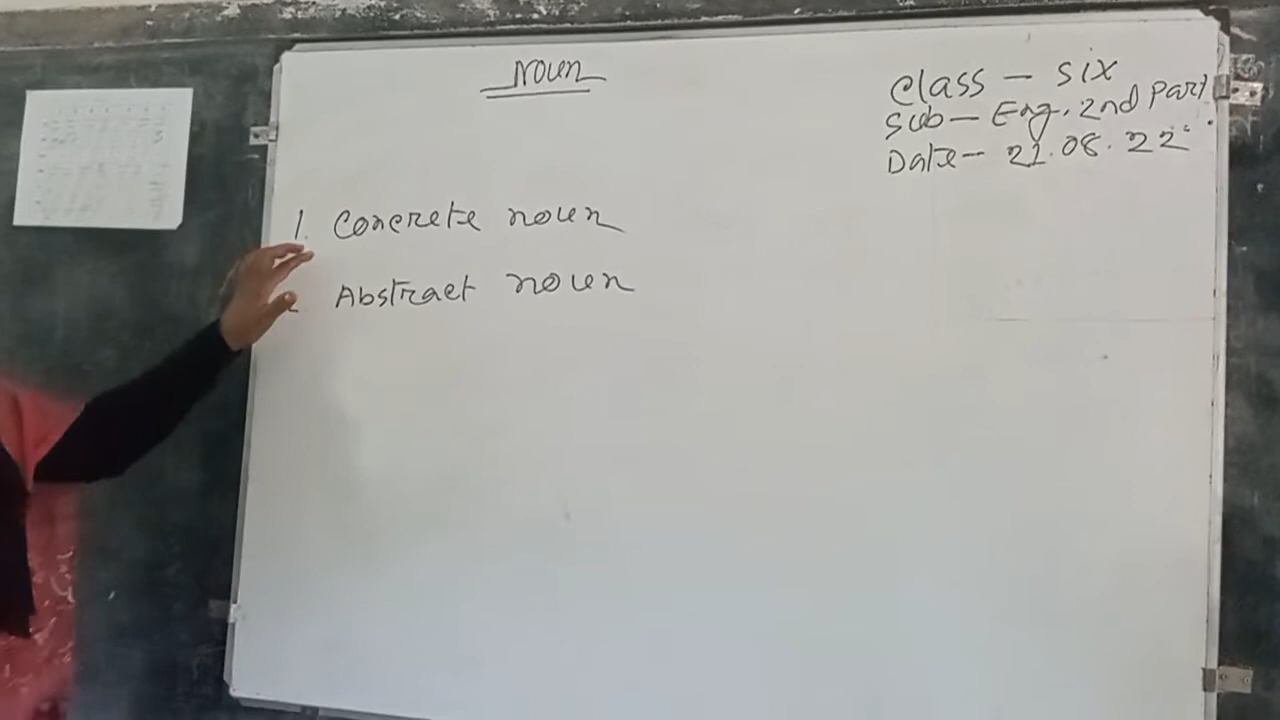 Noun
Class - Six
Sub - Eng. 2nd Part
Date - 21.08.22
1. Concrete noun
Abstract noun